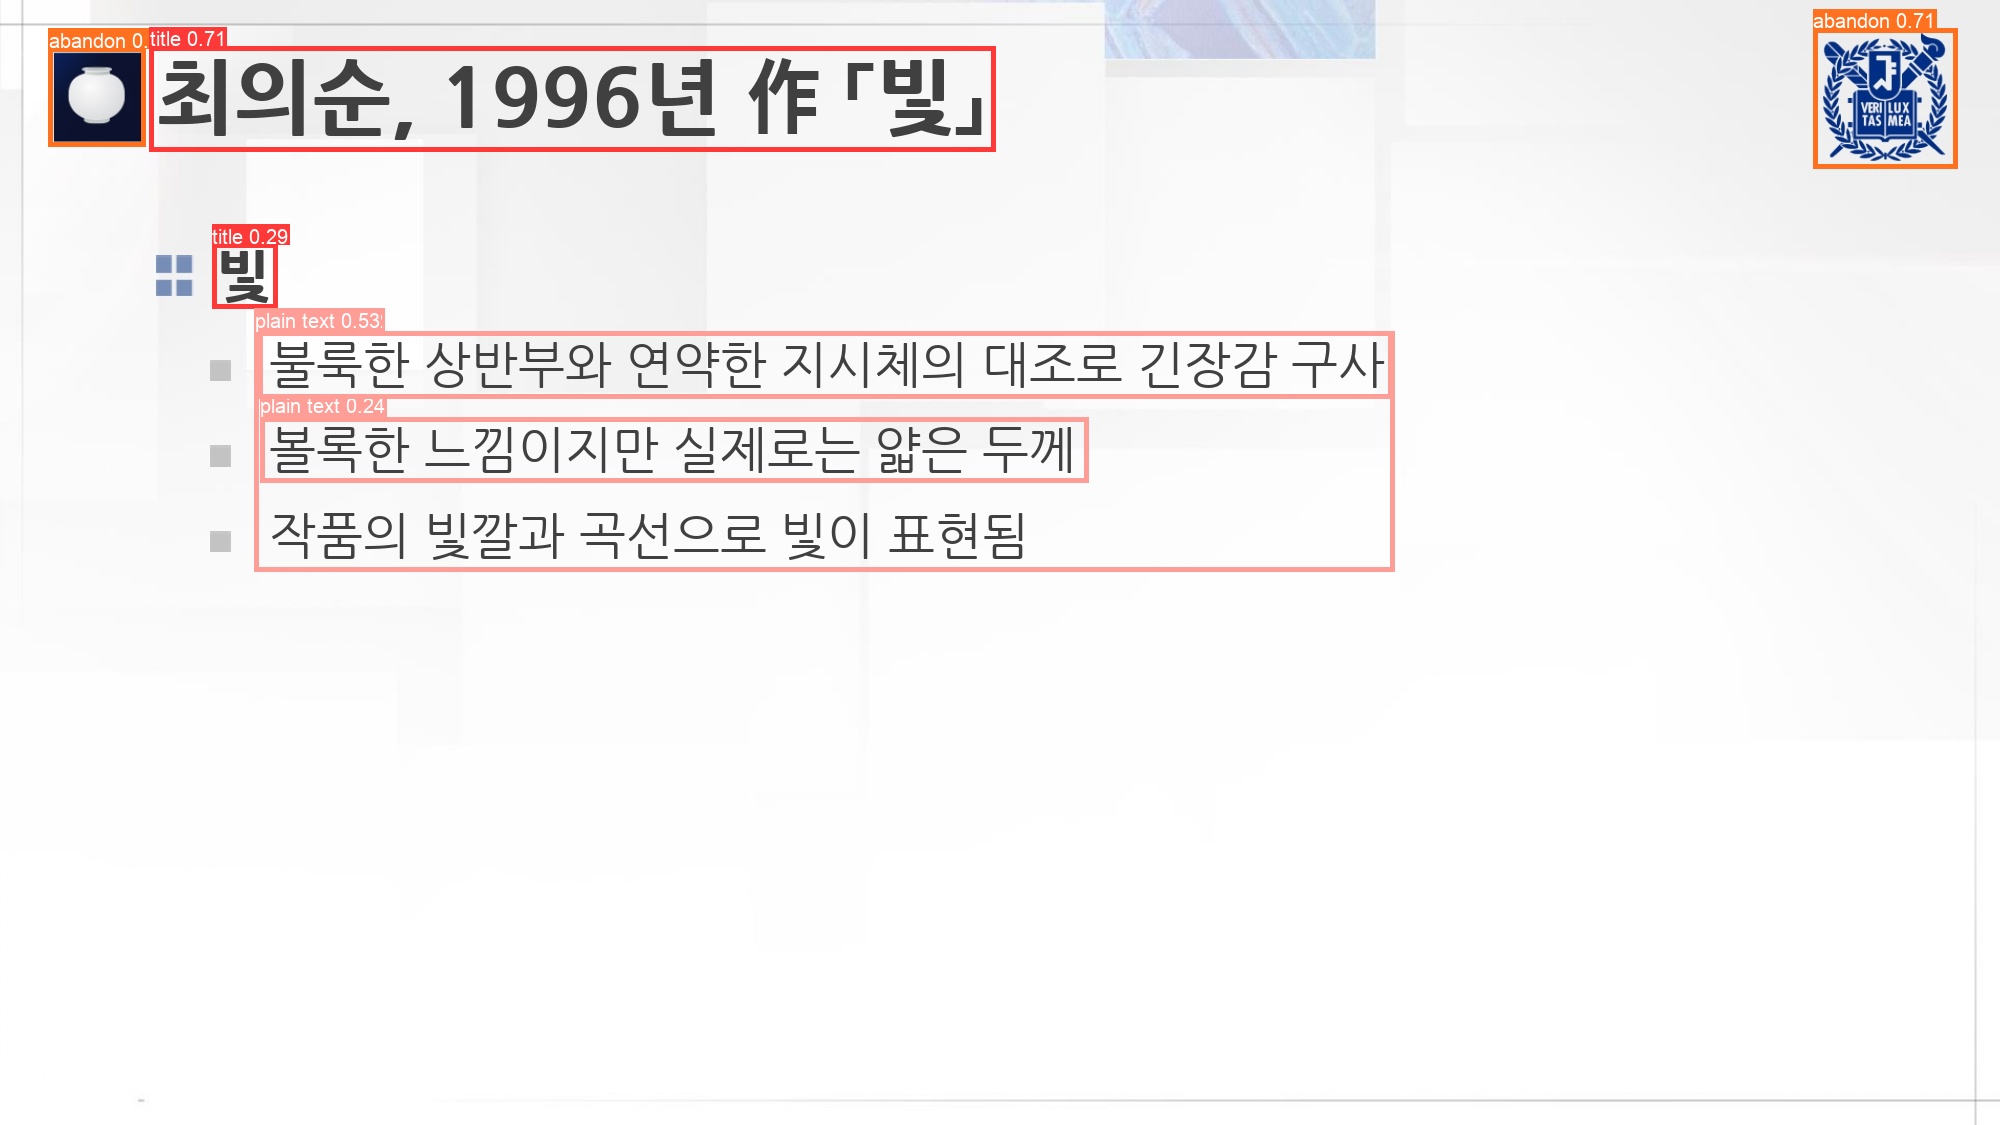 abandon 0.
title 0.71
abandon 0.71
최의순, 1996년 作 ｢빛｣
VERI LUX
TAS MEA
title 0.29
빛
plain text 0.53
불룩한 상반부와 연약한 지시체의 대조로 긴장감 구사
plain text 0.24
볼록한 느낌이지만 실제로는 얇은 두께
작품의 빛깔과 곡선으로 빛이 표현됨